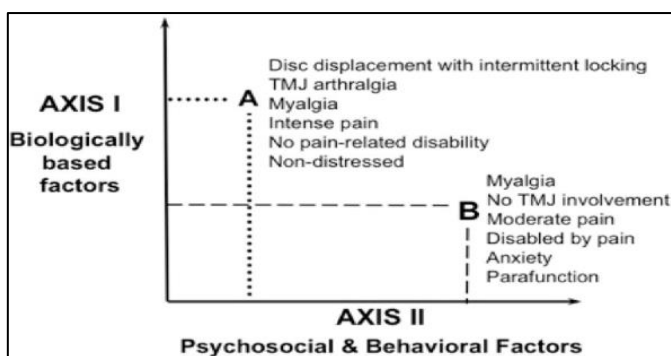 AXIS I
Biologically
based
factors
A
Disc displacement with intermittent locking
TMJ arthralgia
Myalgia
Intense pain
No pain-related disability
Non-distressed
B
Myalgia
No TMJ involvement
Moderate pain
Disabled by pain
Anxiety
Parafunction
AXIS II
Psychosocial & Behavioral Factors